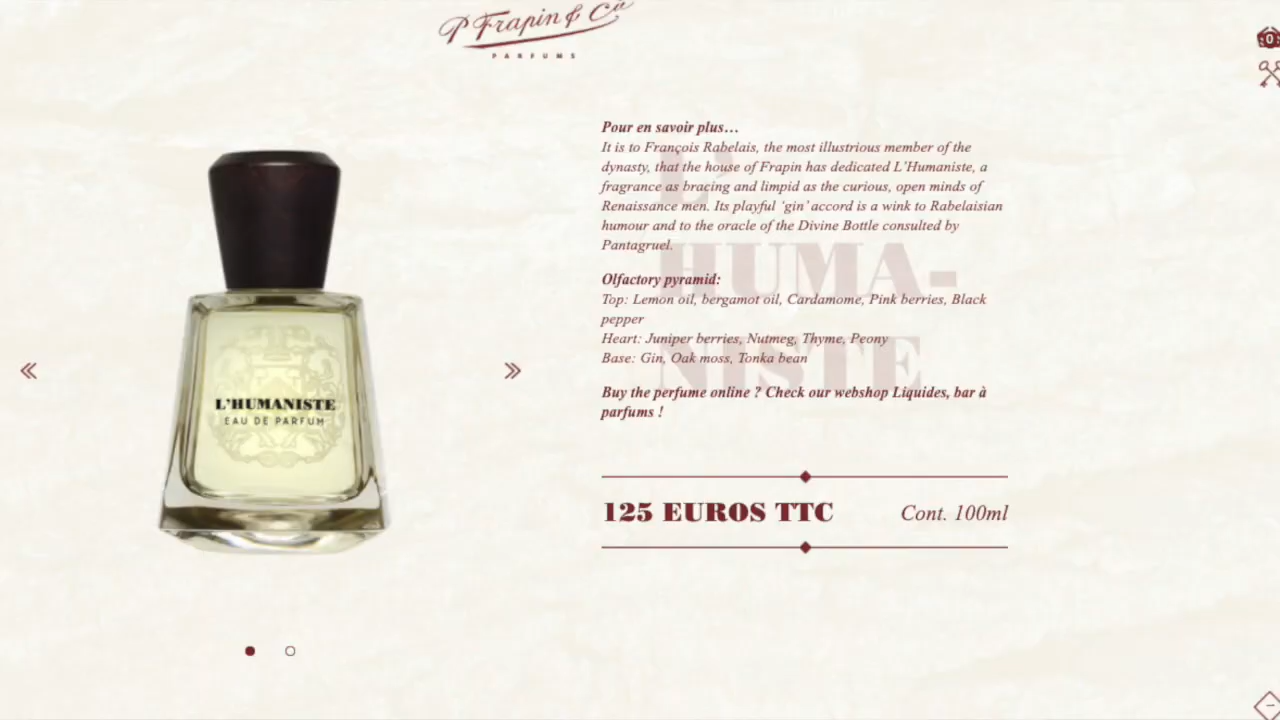 P Frapin & Co
PARFUMS
0
Pour en savoir plus…
It is to François Rabelais, the most illustrious member of the
dynasty, that the house of Frapin has dedicated L’Humaniste, a
fragrance as bracing and limpid as the curious, open minds of
Renaissance men. Its playful ‘gin’ accord is a wink to Rabelaisian
humour and to the oracle of the Divine Bottle consulted by
Pantagruel.
Olfactory pyramid:
Top: Lemon oil, bergamot oil, Cardamome, Pink berries, Black
pepper
Heart: Juniper berries, Nutmeg, Thyme, Peony
Base: Gin, Oak moss, Tonka bean
Buy the perfume online ? Check our webshop Liquides, bar à
parfums !
L’
HUMA-
NISTE
L’HUMANISTE
EAU DE PARFUM
125 EUROS TTC Cont. 100ml